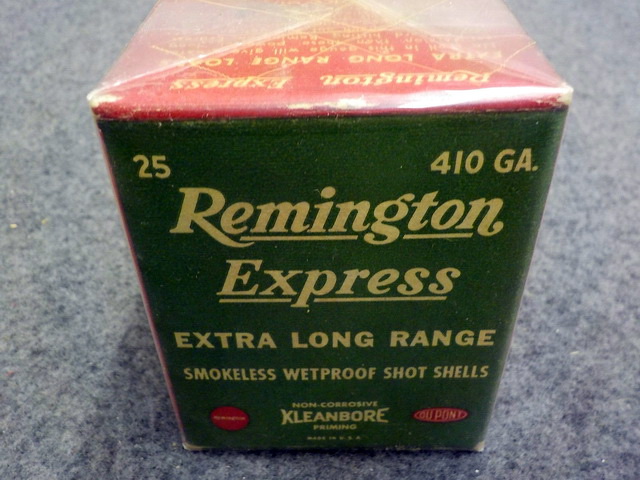 Remington Express
EXTRA LONG RANGE
25 410 GA.
Remington
Express
EXTRA LONG RANGE
SMOKELESS WETPROOF SHOT SHELLS
NON-CORROSIVE
KLEANBORE
PRIMING
Remington
DU PONT
MADE IN U.S.A.